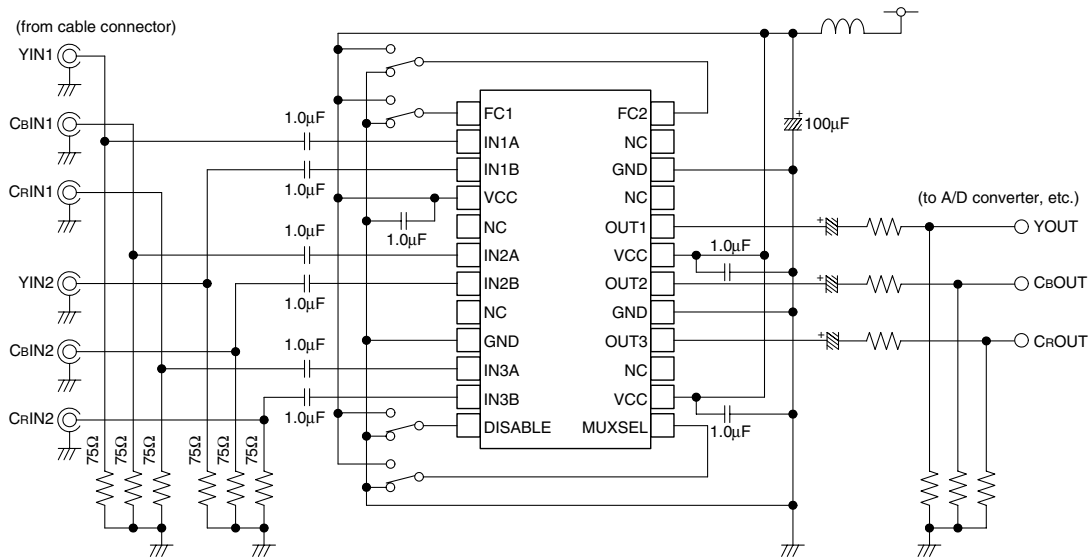 (from cable connector)
YIN1
CBIN1
CRIN1
YIN2
CBIN2
CRIN2
75Ω
75Ω
75Ω
75Ω
75Ω
75Ω
1.0µF
1.0µF
1.0µF
1.0µF
1.0µF
1.0µF
1.0µF
FC1
IN1A
IN1B
VCC
NC
IN2A
IN2B
NC
GND
IN3A
IN3B
DISABLE
FC2
NC
GND
NC
OUT1
VCC
OUT2
GND
OUT3
NC
VCC
MUXSEL
+
100µF
1.0µF
1.0µF
(to A/D converter, etc.)
+
YOUT
+
CBOUT
+
CROUT